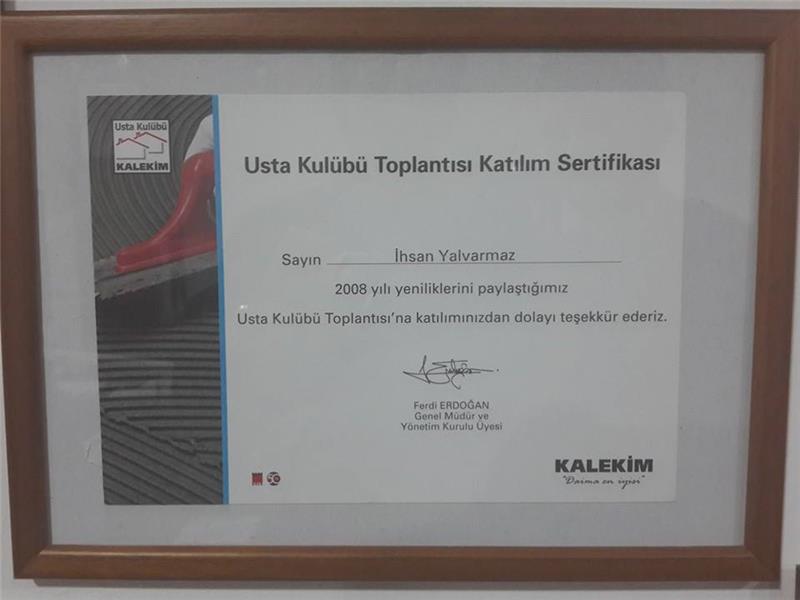 Usta Kulübü
KALEKİM
Usta Kulübü Toplantısı Katılım Sertifikası
Sayın İhsan Yalvarmaz
2008 yılı yeniliklerini paylaştığımız
Usta Kulübü Toplantısı'na katılımınızdan dolayı teşekkür ederiz.
Ferdi ERDOĞAN
Genel Müdür ve
Yönetim Kurulu Üyesi
KALEKİM
"Daima en iyisi"